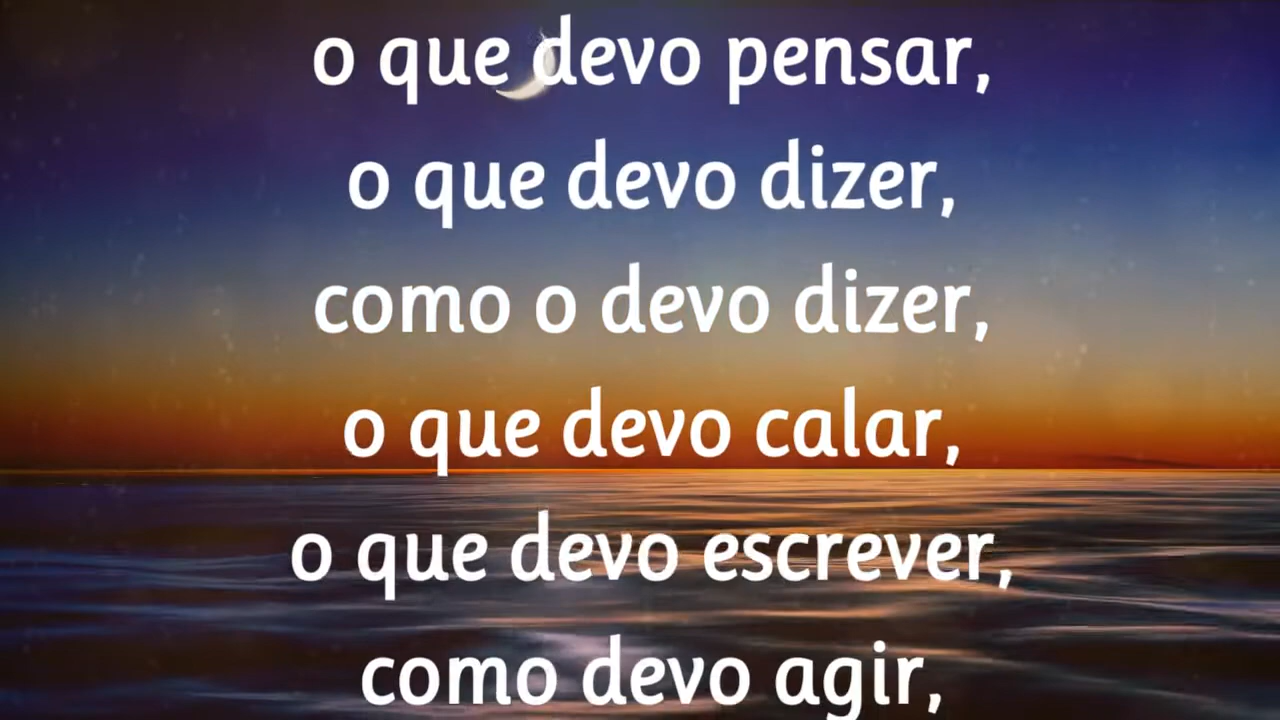 o que devo pensar,
o que devo dizer,
como o devo dizer,
o que devo calar,
o que devo escrever,
como devo agir,